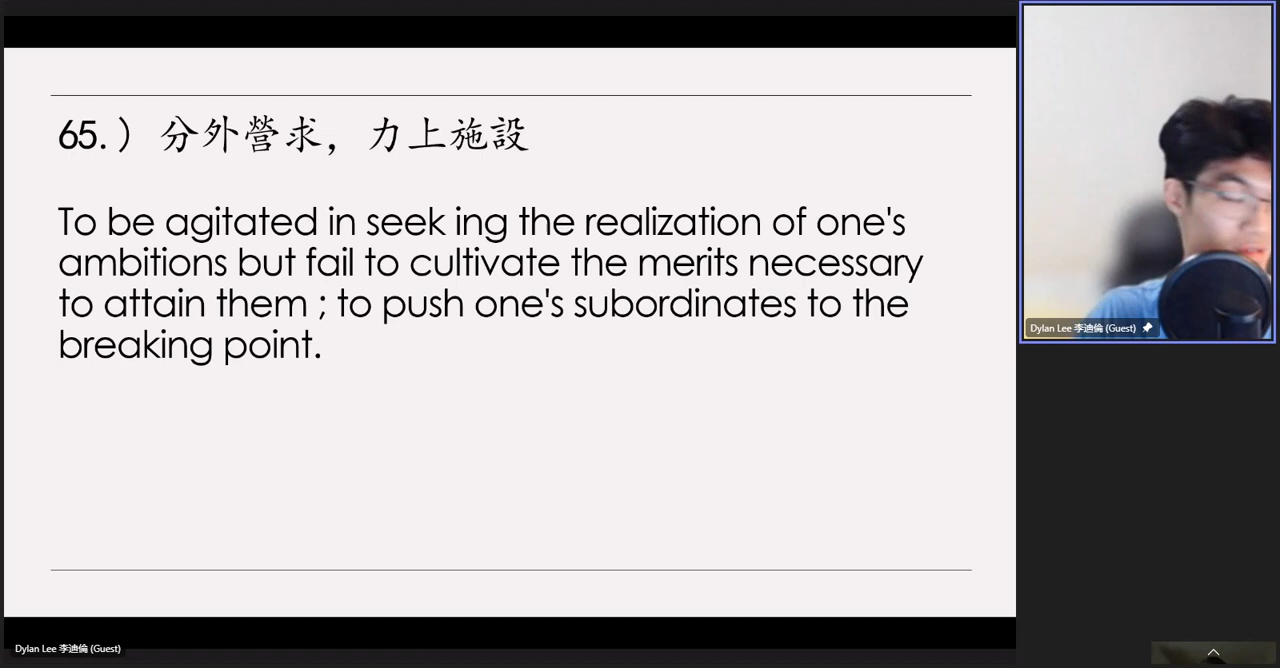 65.）分外營求，力上施設
To be agitated in seek ing the realization of one's
ambitions but fail to cultivate the merits necessary
to attain them ; to push one's subordinates to the
breaking point.
Dylan Lee 李迪倫 (Guest)
Dylan Lee 李迪倫 (Guest)